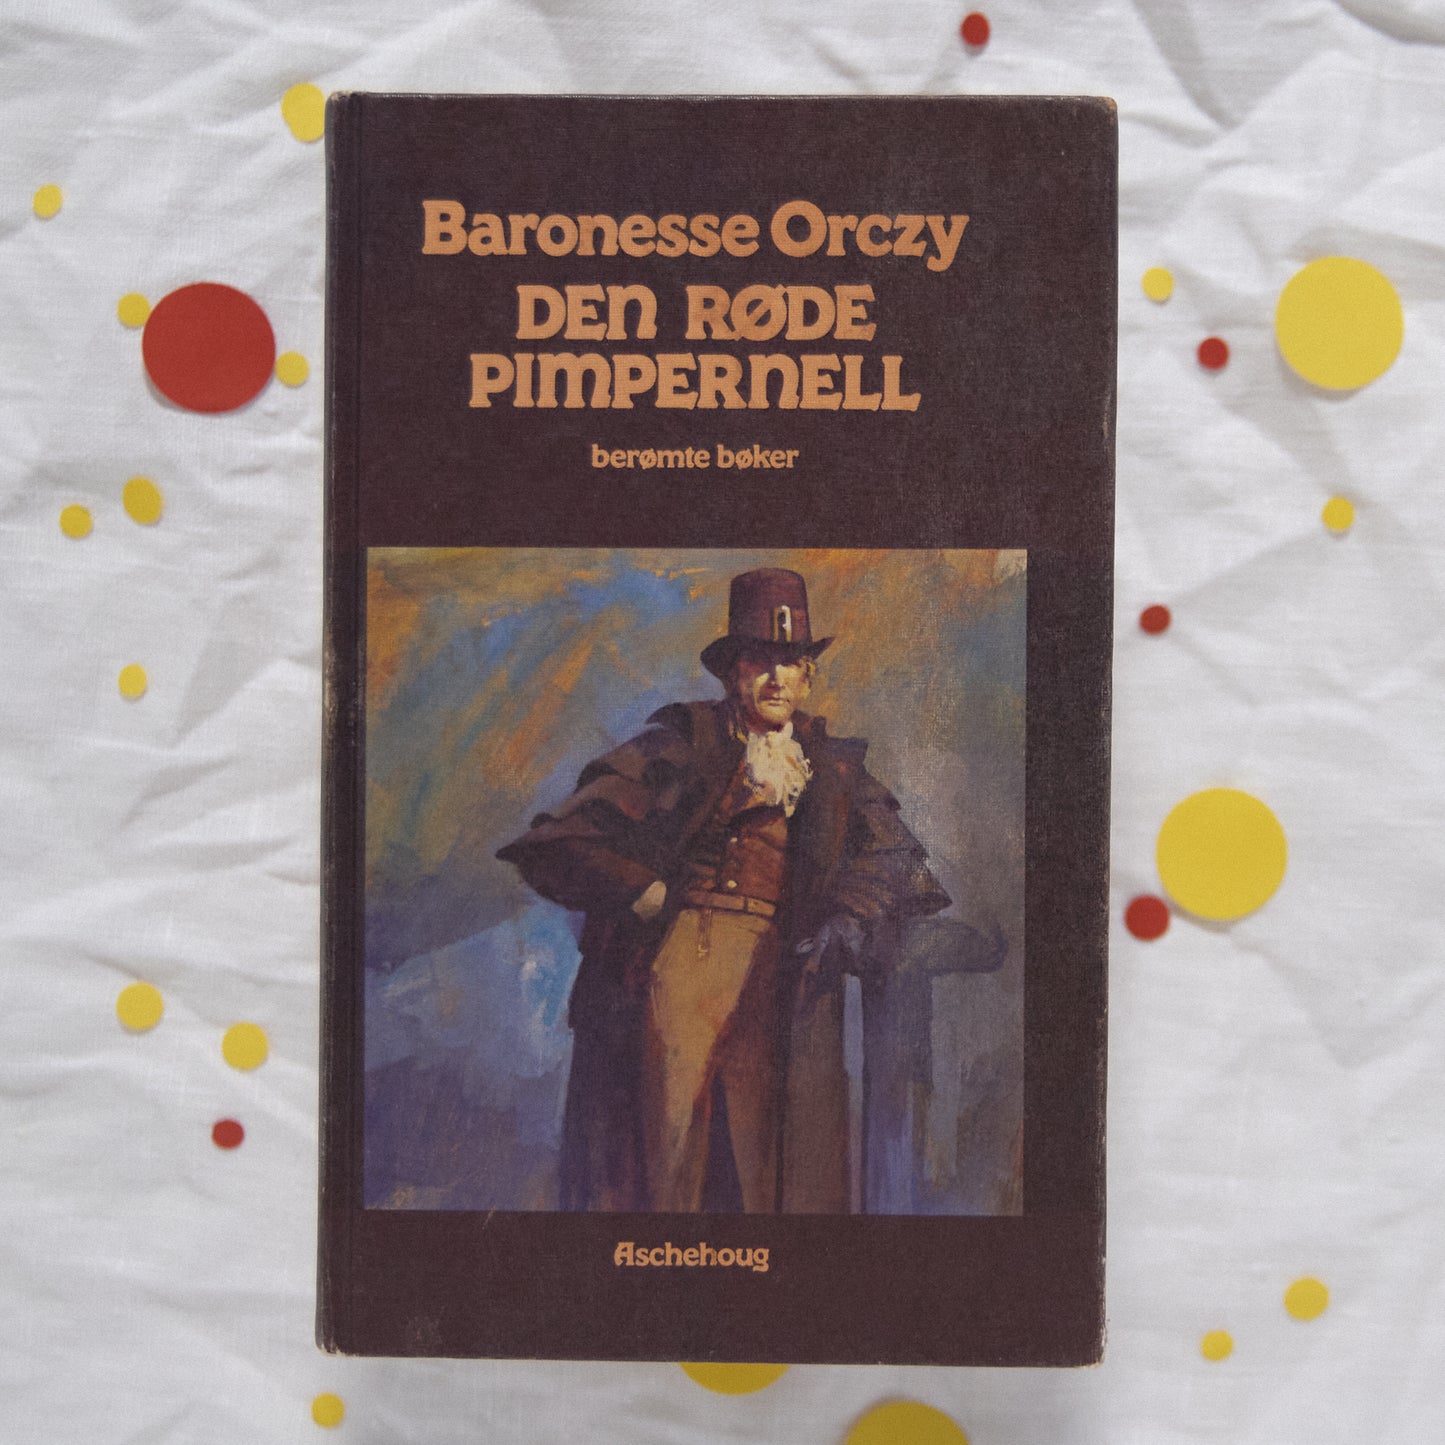 Baronesse Orczy
DEN RØDE
PIMPERNELL
berømte bøker
Aschehoug